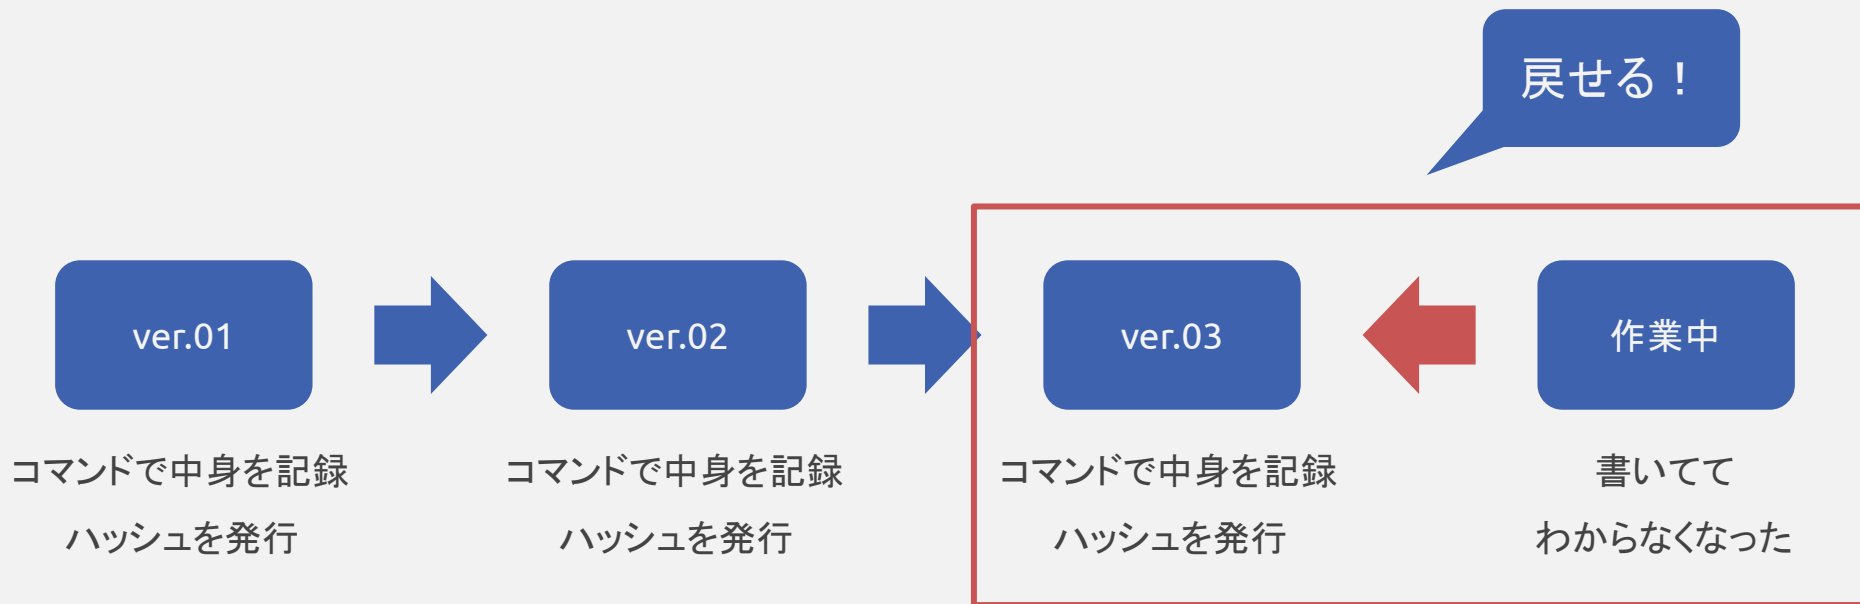 戻せる！
ver.01
ver.02
ver.03
作業中
コマンドで中身を記録
ハッシュを発行
コマンドで中身を記録
ハッシュを発行
コマンドで中身を記録
ハッシュを発行
書いてて
わからなくなった